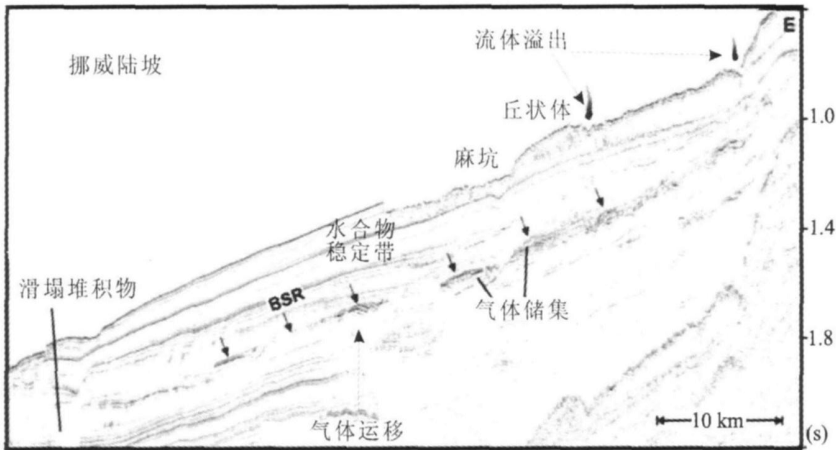 E
流体溢出
挪威陆坡
丘状体
1.0
麻坑
水合物
稳定带
1.4
滑塌堆积物
BSR
气体储集
1.8
10 km
气体运移
(s)